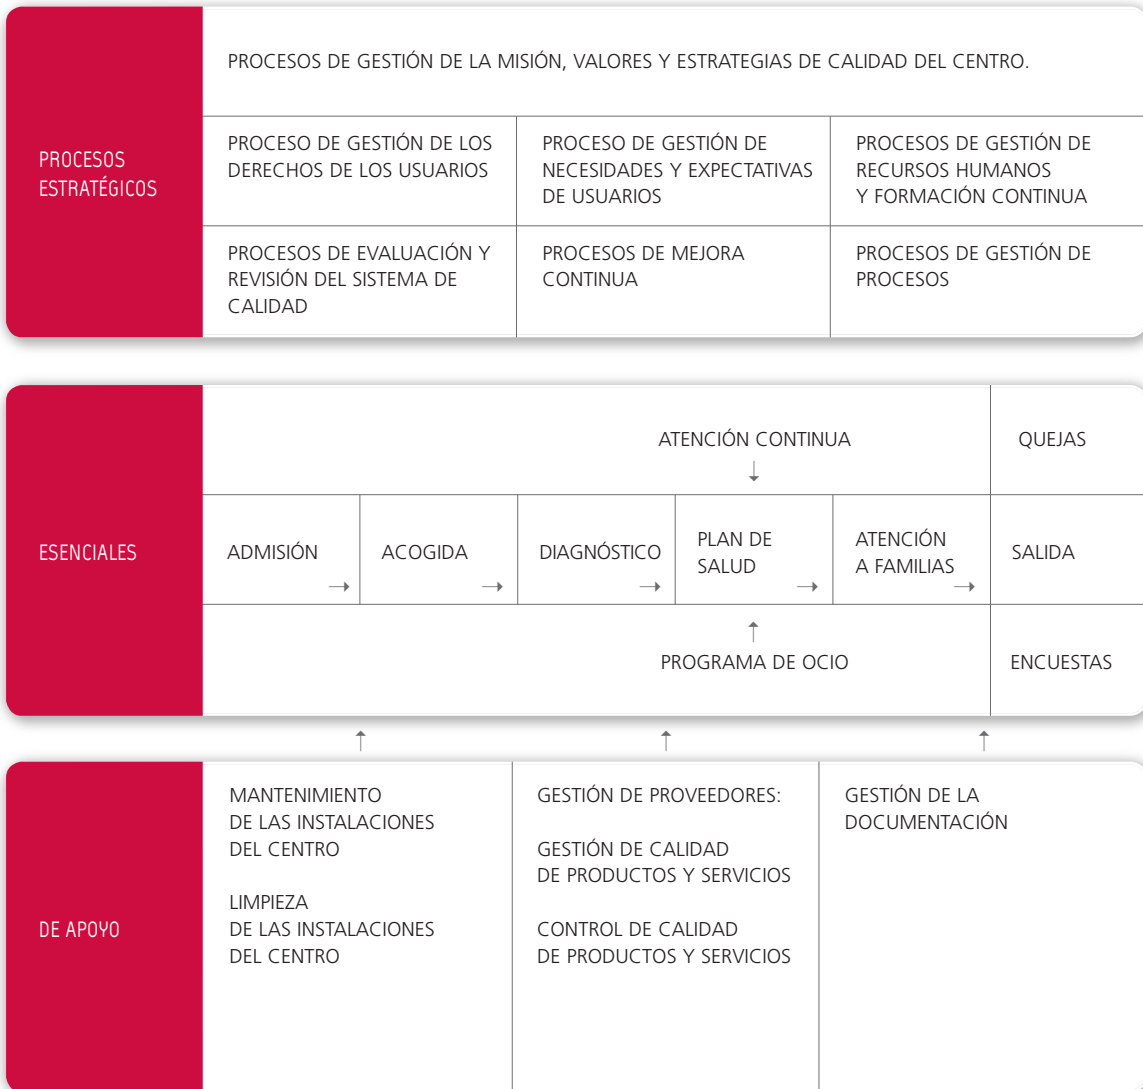 PROCESOS
ESTRATÉGICOS
PROCESOS DE GESTIÓN DE LA MISIÓN, VALORES Y ESTRATEGIAS DE CALIDAD DEL CENTRO.
PROCESO DE GESTIÓN DE LOS
DERECHOS DE LOS USUARIOS
PROCESO DE GESTIÓN DE
NECESIDADES Y EXPECTATIVAS
DE USUARIOS
PROCESOS DE GESTIÓN DE
RECURSOS HUMANOS
Y FORMACIÓN CONTINUA
PROCESOS DE EVALUACIÓN Y
REVISIÓN DEL SISTEMA DE
CALIDAD
PROCESOS DE MEJORA
CONTINUA
PROCESOS DE GESTIÓN DE
PROCESOS
ESENCIALES
ATENCIÓN CONTINUA
↓
QUEJAS
ADMISIÓN
→
ACOGIDA
→
DIAGNÓSTICO
→
PLAN DE
SALUD
→
ATENCIÓN
A FAMILIAS
→
SALIDA
↑
PROGRAMA DE OCIO
ENCUESTAS
↑ ↑ ↑
DE APOYO
MANTENIMIENTO
DE LAS INSTALACIONES
DEL CENTRO
LIMPIEZA
DE LAS INSTALACIONES
DEL CENTRO
GESTIÓN DE PROVEEDORES:
GESTIÓN DE CALIDAD
DE PRODUCTOS Y SERVICIOS
CONTROL DE CALIDAD
DE PRODUCTOS Y SERVICIOS
GESTIÓN DE LA
DOCUMENTACIÓN